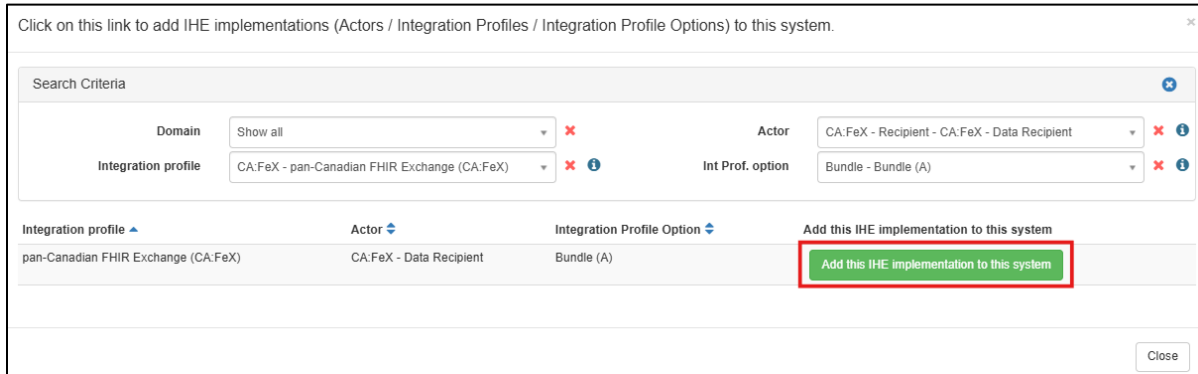 Click on this link to add IHE implementations (Actors / Integration Profiles / Integration Profile Options) to this system.
Search Criteria
Domain Show all Actor CA:FeX - Recipient - CA:FeX - Data Recipient
Integration profile CA:FeX - pan-Canadian FHIR Exchange (CA:FeX) Int Prof. option Bundle - Bundle (A)
Integration profile Actor Integration Profile Option Add this IHE implementation to this system
pan-Canadian FHIR Exchange (CA:FeX) CA:FeX - Data Recipient Bundle (A) Add this IHE implementation to this system
Close